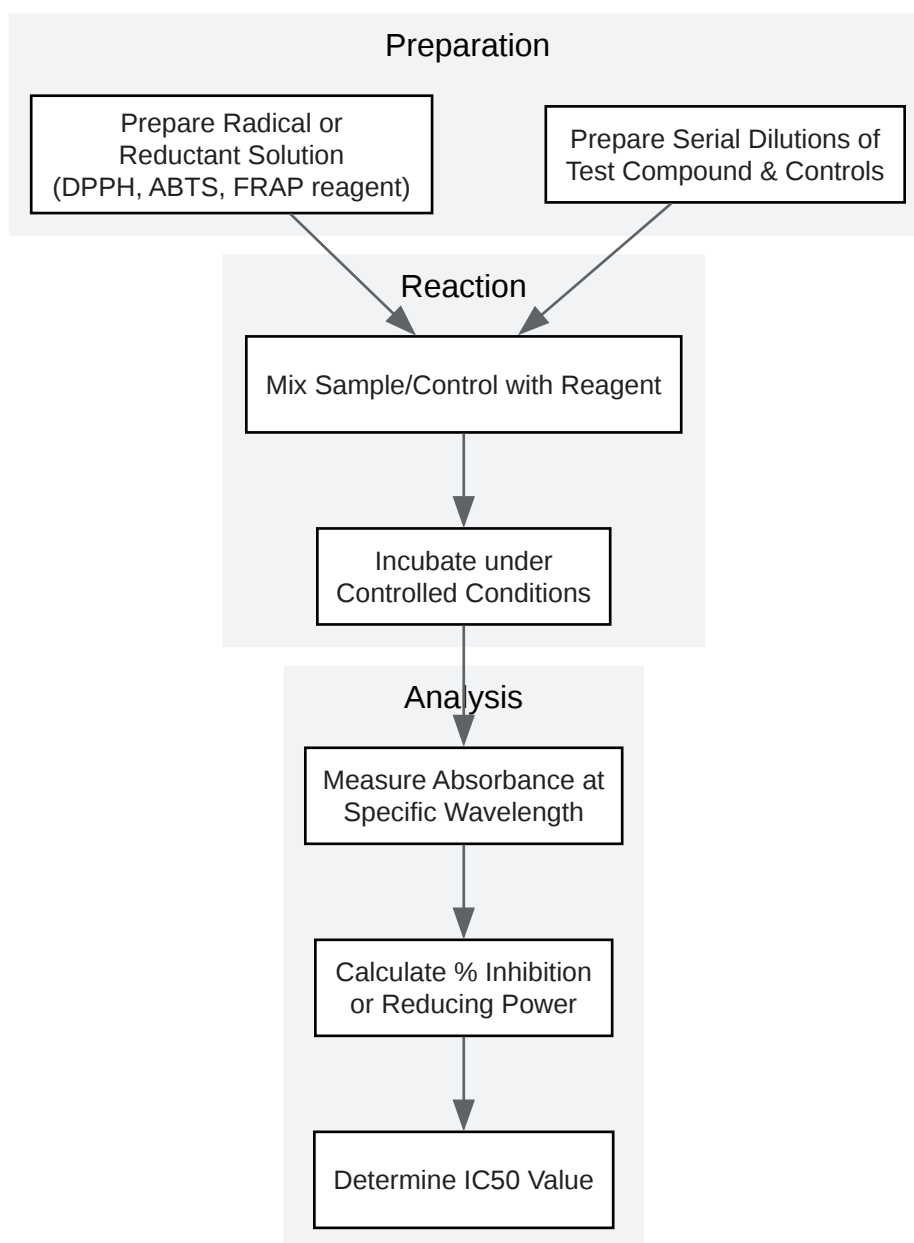 Preparation
Prepare Radical or
Reductant Solution
(DPPH, ABTS, FRAP reagent)
Prepare Serial Dilutions of
Test Compound & Controls
Reaction
Mix Sample/Control with Reagent
Incubate under
Controlled Conditions
Analysis
Measure Absorbance at
Specific Wavelength
Calculate % Inhibition
or Reducing Power
Determine IC50 Value